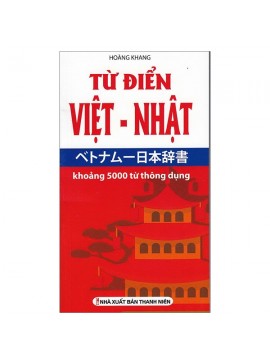 HOÀNG KHANG
TỪ ĐIỂN
VIỆT - NHẬT
ベトナムー日本辞書
khoảng 5000 từ thông dụng
NHÀ XUẤT BẢN THANH NIÊN